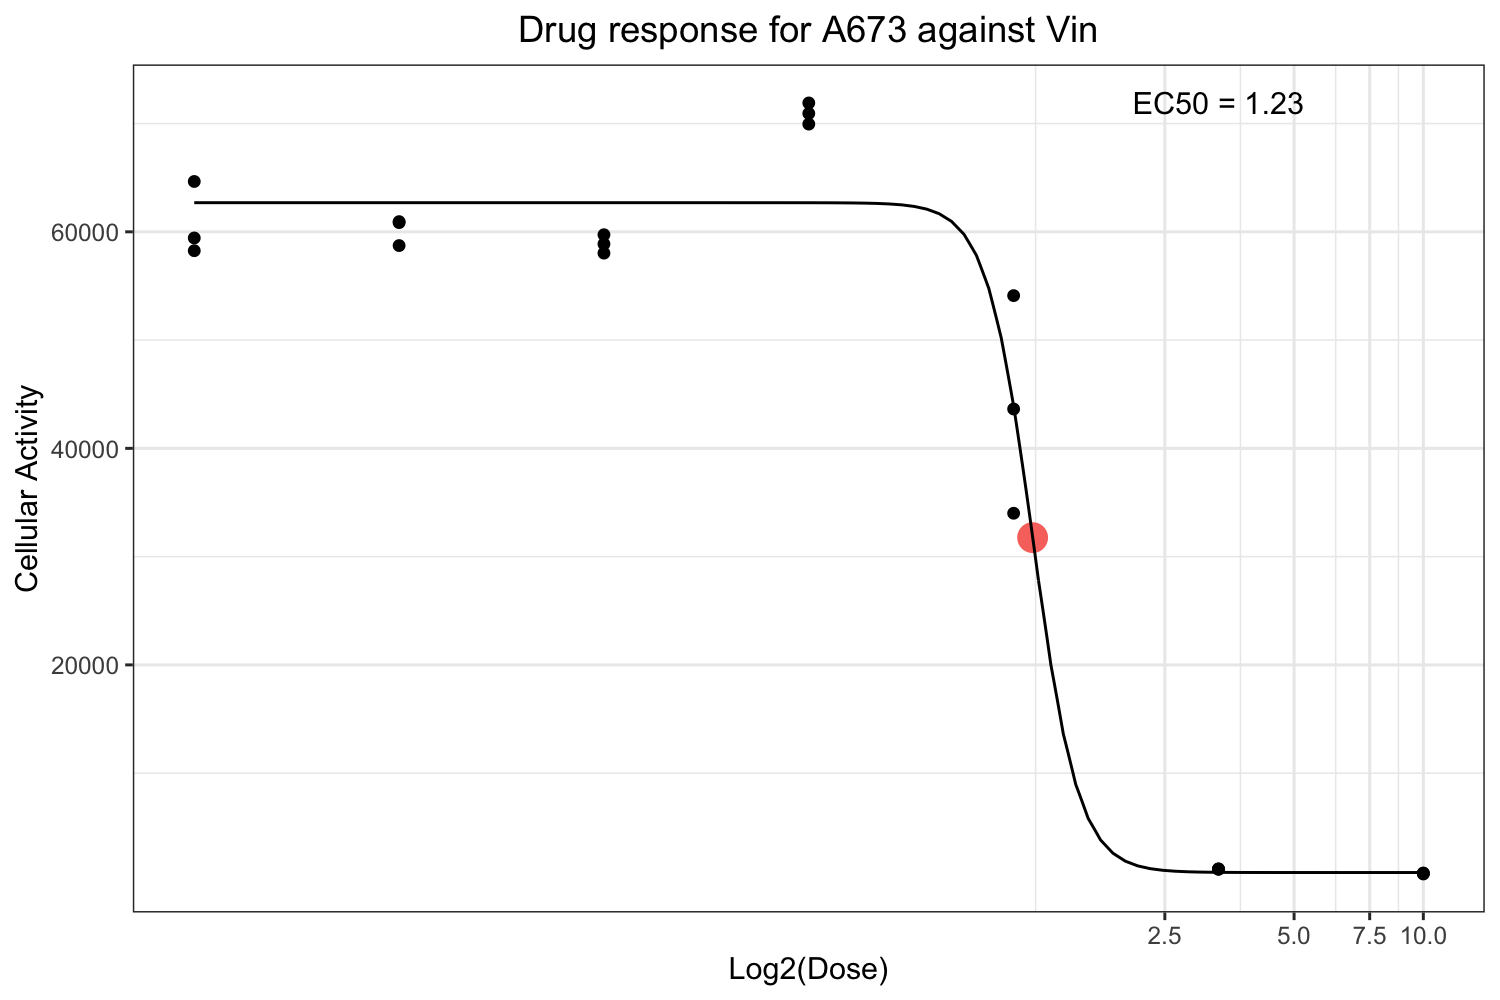 Drug response for A673 against Vin
EC50 = 1.23
60000
40000
20000
Cellular Activity
2.5 5.0 7.5 10.0
Log2(Dose)